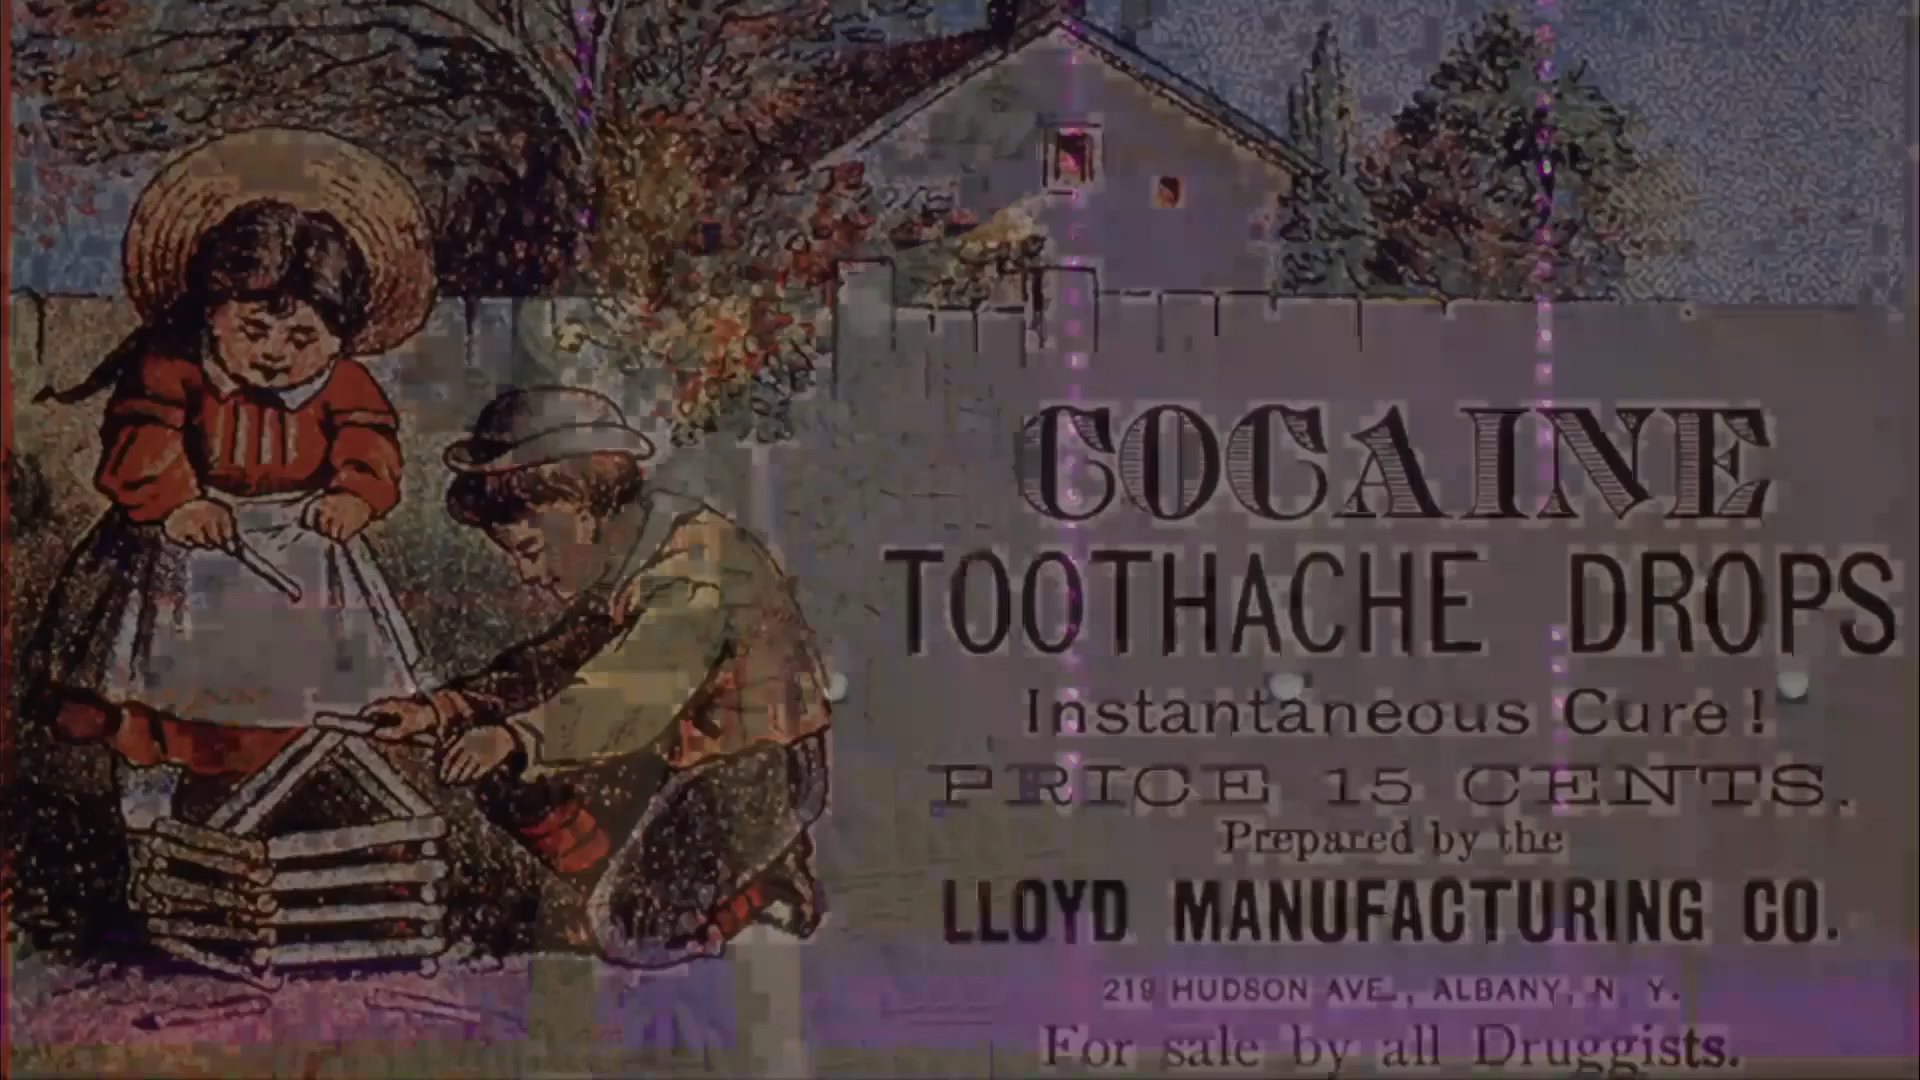 COCAINE
TOOTHACHE DROPS
Instantaneous Cure!
PRICE 15 CENTS.
Prepared by the
LLOYD MANUFACTURING CO.
219 HUDSON AVE., ALBANY, N. Y.
For sale by all Druggists.